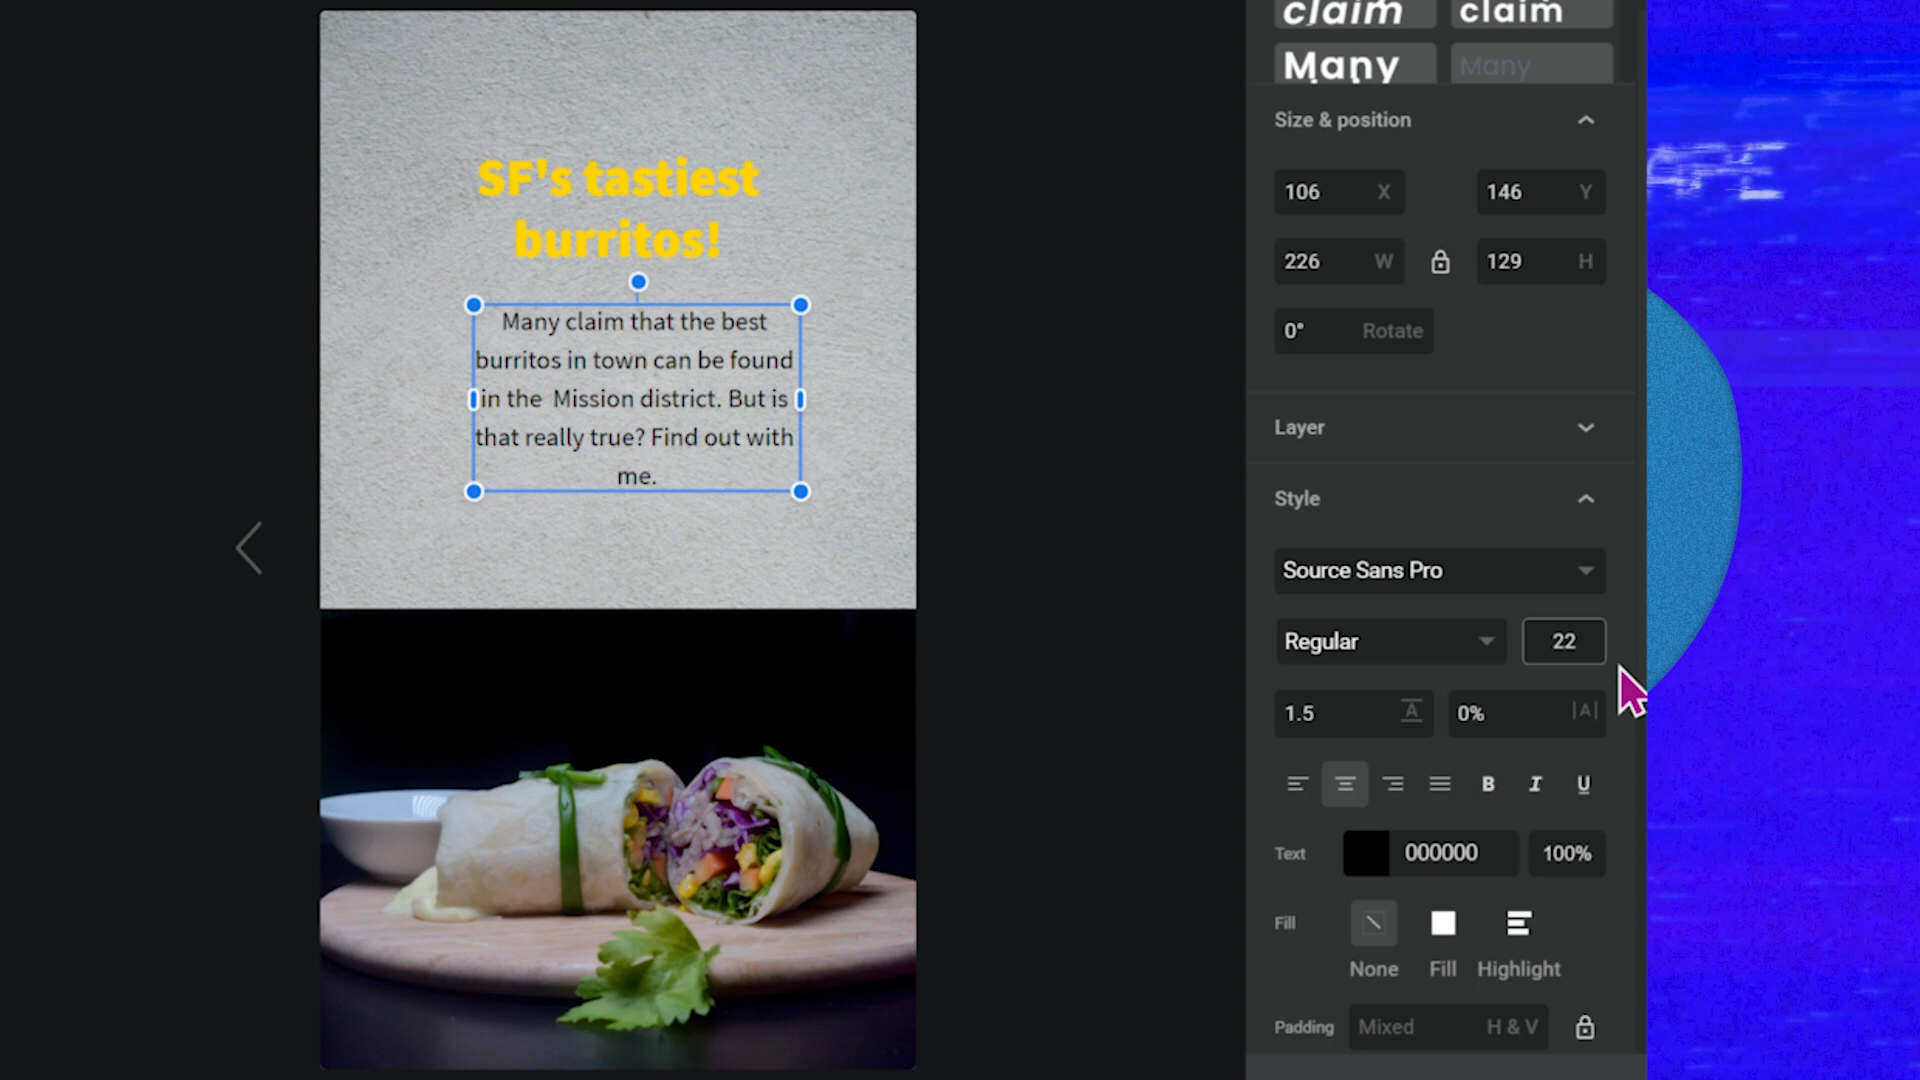 SF's tastiest
burritos!
Many claim that the best
burritos in town can be found
in the  Mission district. But is
that really true? Find out with
me.
claim
claim
Many
Many
Size & position
106 X
146 Y
226 W
129 H
0° Rotate
Layer
Style
Source Sans Pro
Regular
22
1.5 A
0% |A|
B I U
Text 000000 100%
Fill
None Fill Highlight
Padding Mixed H & V